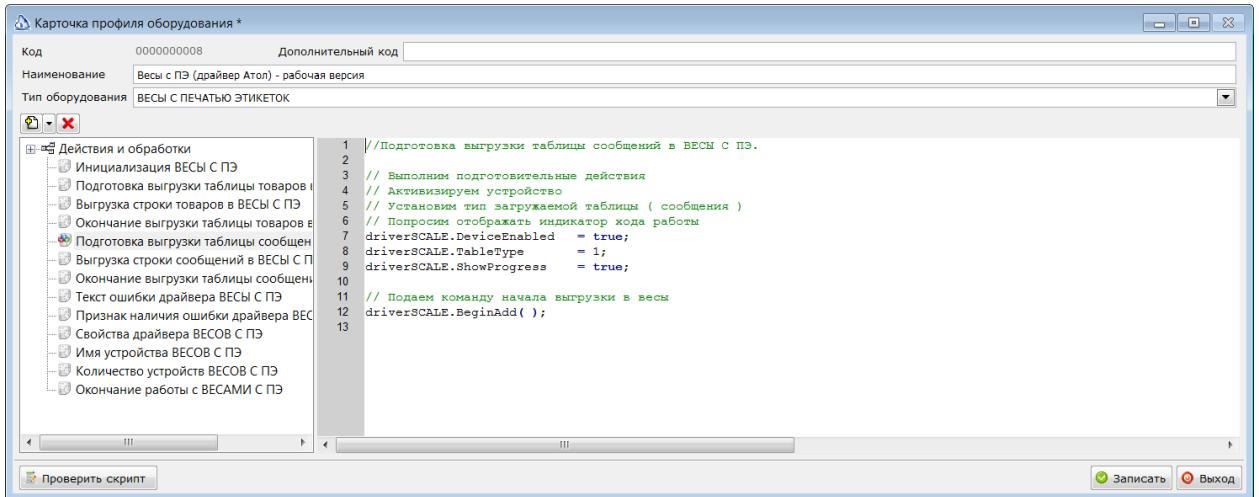 Карточка профиля оборудования *
Код 0000000008 Дополнительный код
Наименование Весы с ПЭ (драйвер Атол) - рабочая версия
Тип оборудования ВЕСЫ С ПЕЧАТЬЮ ЭТИКЕТОК
Действия и обработки
Инициализация ВЕСЫ С ПЭ
Подготовка выгрузки таблицы товаров в
Выгрузка строки товаров в ВЕСЫ С ПЭ
Окончание выгрузки таблицы товаров в
Подготовка выгрузки таблицы сообщен
Выгрузка строки сообщений в ВЕСЫ С П
Окончание выгрузки таблицы сообщени
Текст ошибки драйвера ВЕСЫ С ПЭ
Признак наличия ошибки драйвера ВЕС
Свойства драйвера ВЕСОВ С ПЭ
Имя устройства ВЕСОВ С ПЭ
Количество устройств ВЕСОВ С ПЭ
Окончание работы с ВЕСАМИ С ПЭ
1 //Подготовка выгрузки таблицы сообщений в ВЕСЫ С ПЭ.
2
3 // Выполним подготовительные действия
4 // Активизируем устройство
5 // Установим тип загружаемой таблицы ( сообщения )
6 // Попросим отображать индикатор хода работы
7 driverSCALE.DeviceEnabled = true;
8 driverSCALE.TableType = 1;
9 driverSCALE.ShowProgress = true;
10
11 // Подаем команду начала выгрузки в весы
12 driverSCALE.BeginAdd( );
13
Проверить скрипт Записать Выход